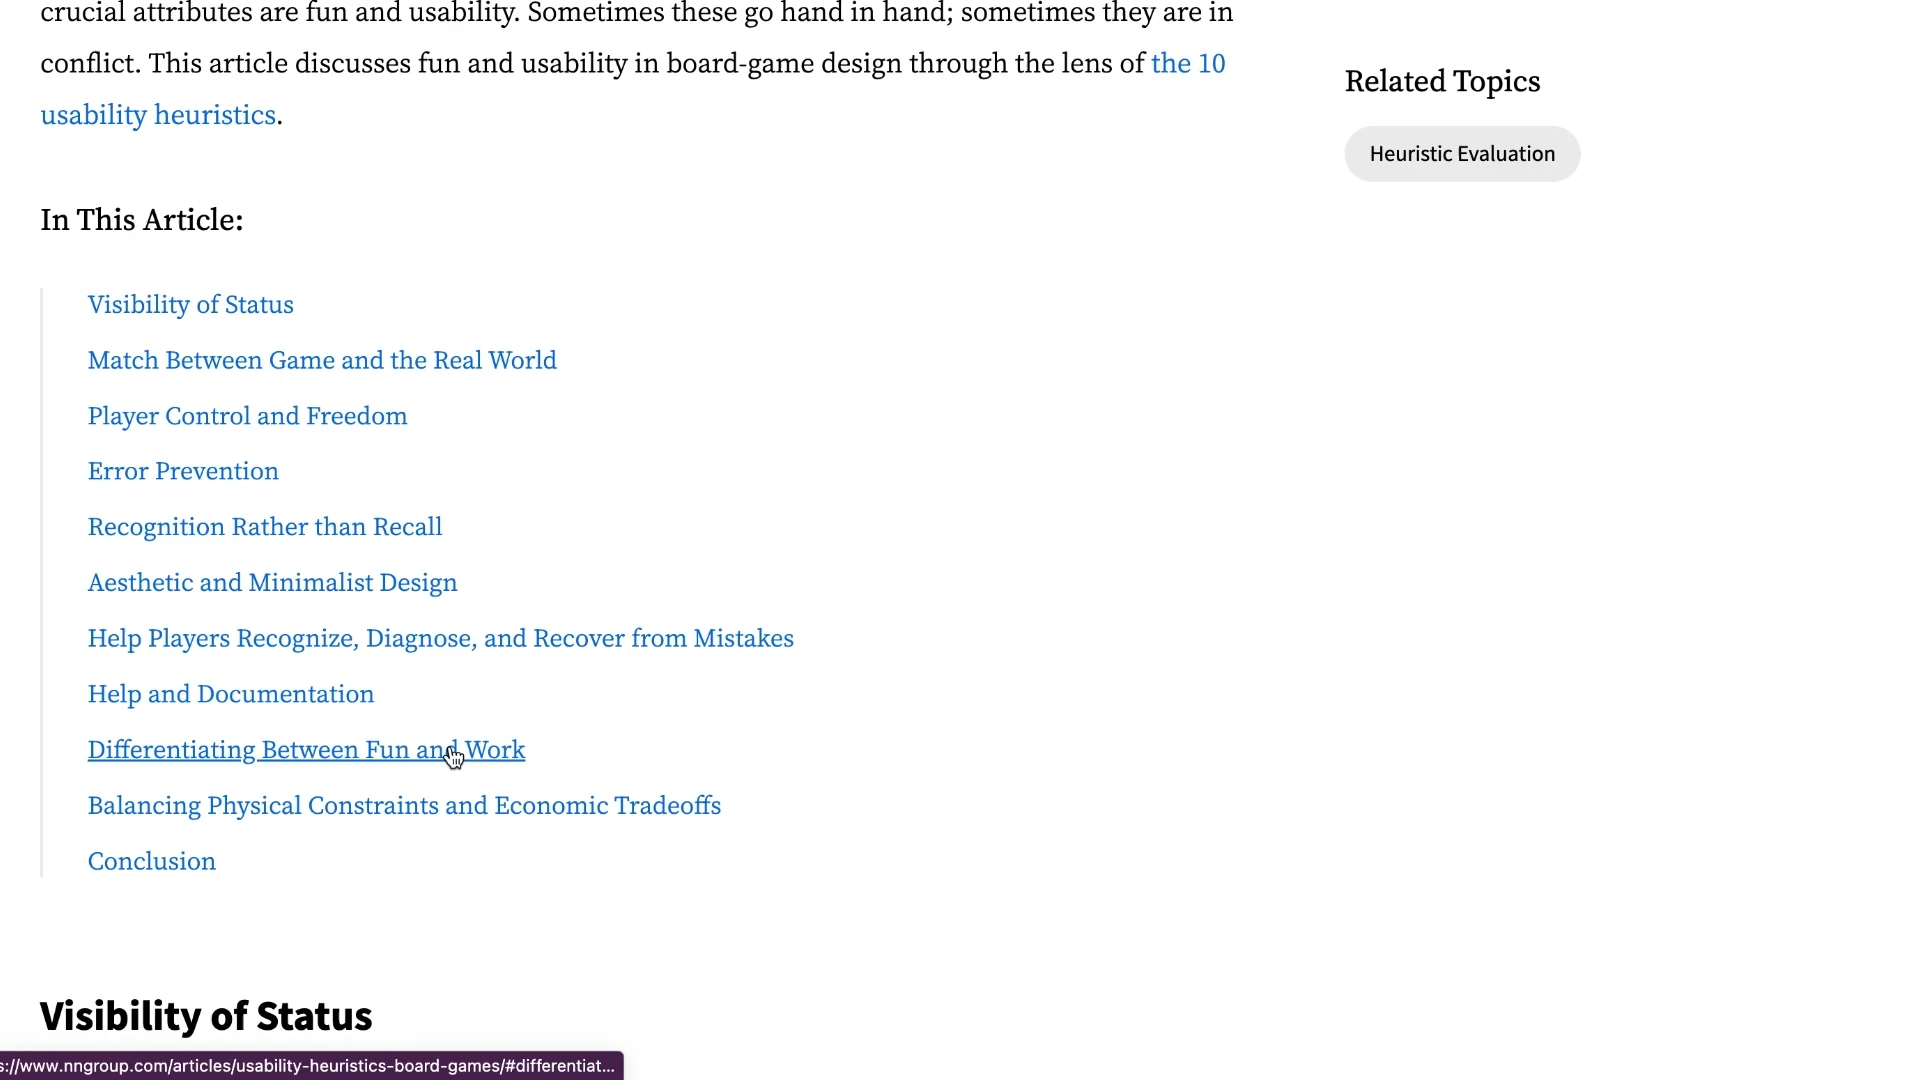 crucial attributes are fun and usability. Sometimes these go hand in hand; sometimes they are in
conflict. This article discusses fun and usability in board-game design through the lens of the 10
usability heuristics.
Related Topics
Heuristic Evaluation
In This Article:
Visibility of Status
Match Between Game and the Real World
Player Control and Freedom
Error Prevention
Recognition Rather than Recall
Aesthetic and Minimalist Design
Help Players Recognize, Diagnose, and Recover from Mistakes
Help and Documentation
Differentiating Between Fun and Work
Balancing Physical Constraints and Economic Tradeoffs
Conclusion
Visibility of Status
s://www.nngroup.com/articles/usability-heuristics-board-games/#differentiat...